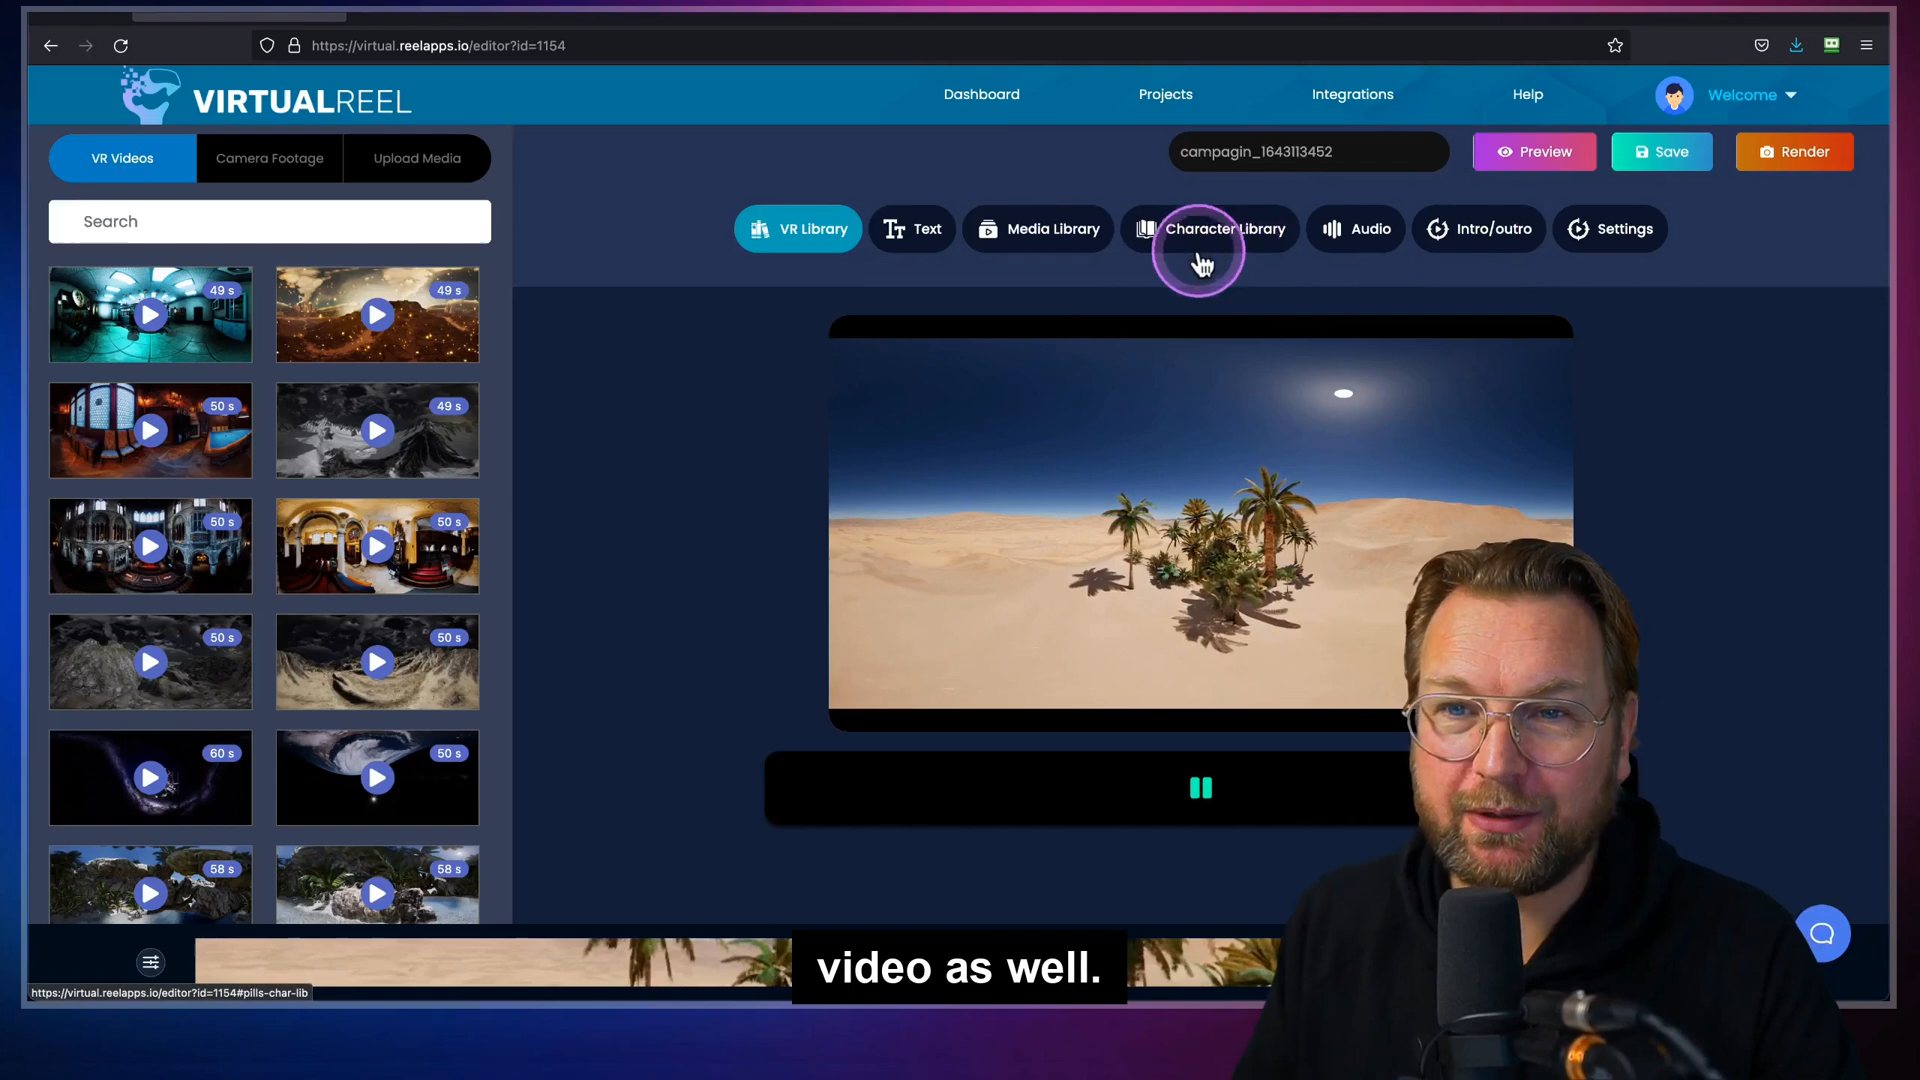 https://virtual.reelapps.io/editor?id=1154
VIRTUALREEL
Dashboard
Projects
Integrations
Help
Welcome
VR Videos
Camera Footage
Upload Media
campagin_1643113452
Preview
Save
Render
Search
VR Library
Text
Media Library
Character Library
Audio
Intro/outro
Settings
49 s
49 s
50 s
49 s
50 s
50 s
50 s
50 s
60 s
50 s
58 s
58 s
video as well.
https://virtual.reelapps.io/editor?id=1154#pills-char-lib